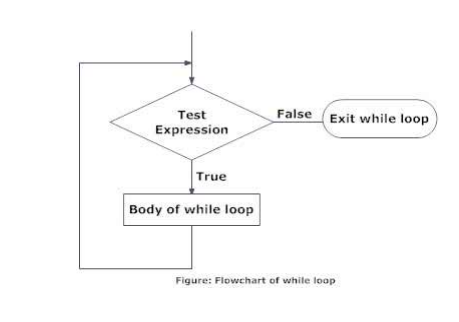 Test
Expression
False
Exit while loop
True
Body of while loop
Figure: Flowchart of while loop